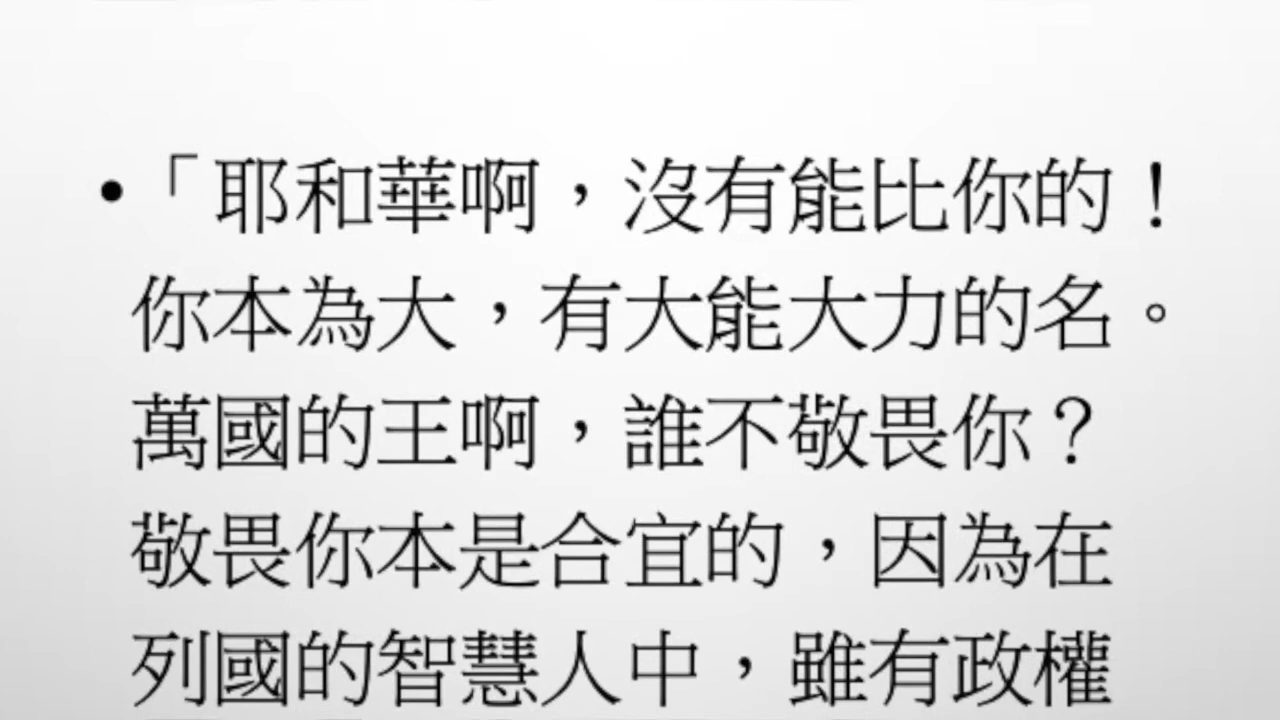 •「耶和華啊，沒有能比你的！
你本為大，有大能大力的名。
萬國的王啊，誰不敬畏你？
敬畏你本是合宜的，因為在
列國的智慧人中，雖有政權